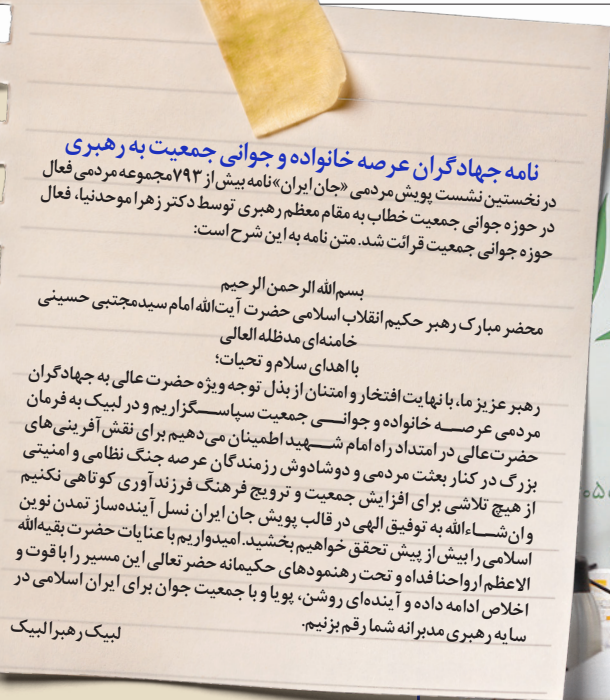 نامه جهادگران عرصه خانواده و جوانی جمعیت به رهبری
در نخستین نشست پویش مردمی «جان ایران» نامه بیش از ۷۹۳ مجموعه مردمی فعال
در حوزه جوانی جمعیت خطاب به مقام معظم رهبری توسط دکتر زهرا موحدنیا، فعال
حوزه جوانی جمعیت قرائت شد. متن نامه به این شرح است:
بسم‌الله الرحمن الرحیم
محضر مبارک رهبر حکیم انقلاب اسلامی حضرت آیت‌الله امام سیدمجتبی حسینی
خامنه‌ای مدظله العالی
با اهدای سلام و تحیات؛
رهبر عزیز ما، با نهایت افتخار و امتنان از بذل توجه ویژه حضرت عالی به جهادگران
مردمی عرصه خانواده و جوانی جمعیت سپاسگزاریم و در لبیک به فرمان
حضرت‌عالی در امتداد راه امام شهید اطمینان می‌دهیم برای نقش‌آفرینی‌های
بزرگ در کنار بعثت مردمی و دوشادوش رزمندگان عرصه جنگ نظامی و امنیتی
از هیچ تلاشی برای افزایش جمعیت و ترویج فرهنگ فرزندآوری کوتاهی نکنیم
و ان‌شاءالله به توفیق الهی در قالب پویش جان ایران نسل آینده‌ساز تمدن نوین
اسلامی را بیش از پیش تحقق خواهیم بخشید. امیدواریم با عنایات حضرت بقیه‌الله
الاعظم ارواحنا فداه و تحت رهنمودهای حکیمانه حضرتعالی این مسیر را با قوت و
اخلاص ادامه داده و آینده‌ای روشن، پویا و با جمعیت جوان برای ایران اسلامی در
سایه رهبری مدبرانه شما رقم بزنیم.
لبیک رهبرا لبیک